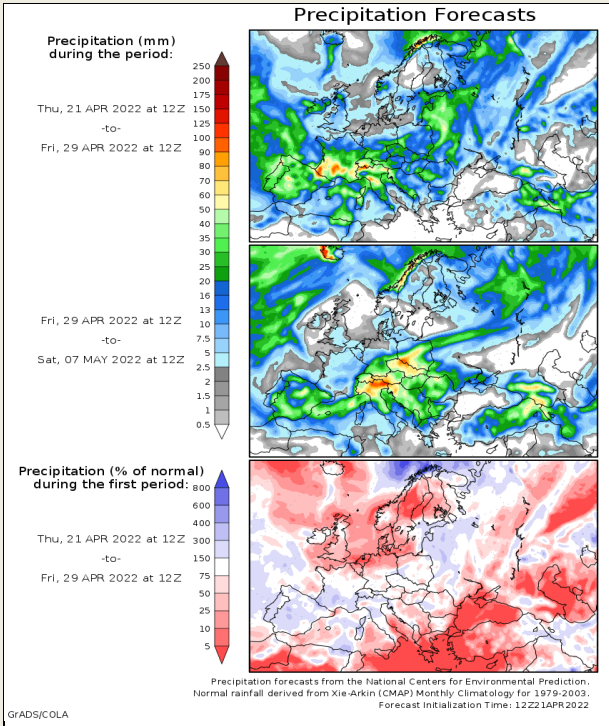 Precipitation Forecasts
Precipitation (mm)
during the period:
Thu, 21 APR 2022 at 12Z
-to-
Fri, 29 APR 2022 at 12Z
250
200
175
150
125
100
90
80
70
60
50
40
35
30
25
20
16
13
10
7.5
5
2.5
2
1.5
1
0.5
Fri, 29 APR 2022 at 12Z
-to-
Sat, 07 MAY 2022 at 12Z
Precipitation (% of normal)
during the first period:
Thu, 21 APR 2022 at 12Z
-to-
Fri, 29 APR 2022 at 12Z
800
600
400
300
150
75
50
25
10
5
Precipitation forecasts from the National Centers for Environmental Prediction.
Normal rainfall derived from Xie-Arkin (CMAP) Monthly Climatology for 1979-2003.
Forecast Initialization Time: 12Z21APR2022
GrADS/COLA